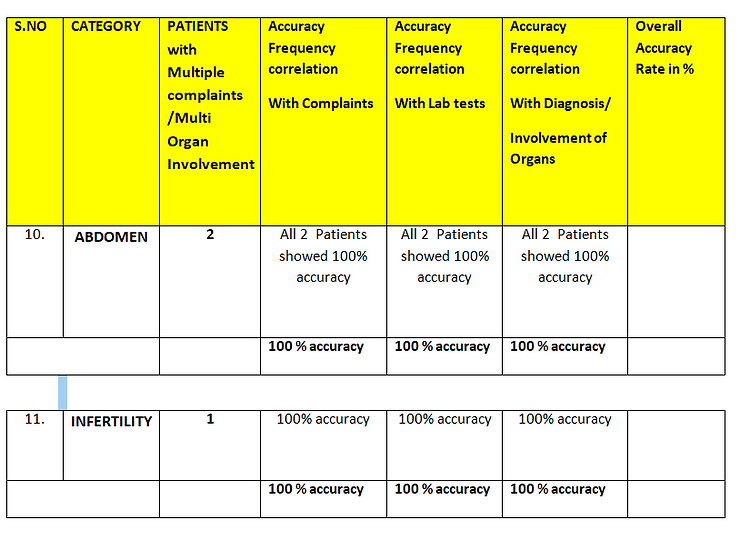 S.NO
CATEGORY
PATIENTS
with
Multiple
complaints
/Multi
Organ
Involvement
Accuracy
Frequency
correlation
With Complaints
Accuracy
Frequency
correlation
With Lab tests
Accuracy
Frequency
correlation
With Diagnosis/
Involvement of
Organs
Overall
Accuracy
Rate in %
10.
ABDOMEN
2
All 2 Patients
showed 100%
accuracy
All 2 Patients
showed 100%
accuracy
All 2 Patients
showed 100%
accuracy
100 % accuracy
100 % accuracy
100 % accuracy
11.
INFERTILITY
1
100% accuracy
100% accuracy
100% accuracy
100 % accuracy
100 % accuracy
100 % accuracy